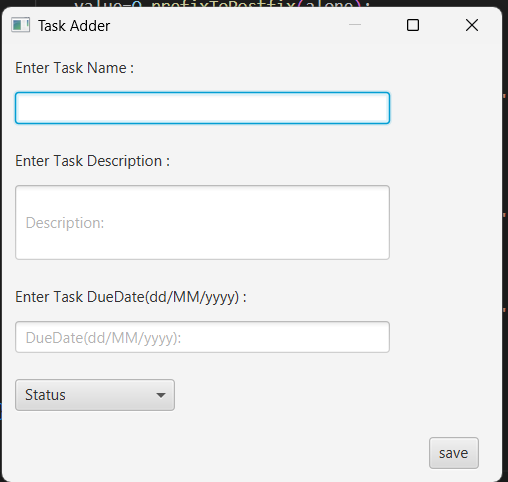 value=Q.prefixToPostfix(alone);
Task Adder
Enter Task Name :
Enter Task Description :
Description:
Enter Task DueDate(dd/MM/yyyy) :
DueDate(dd/MM/yyyy):
Status
save